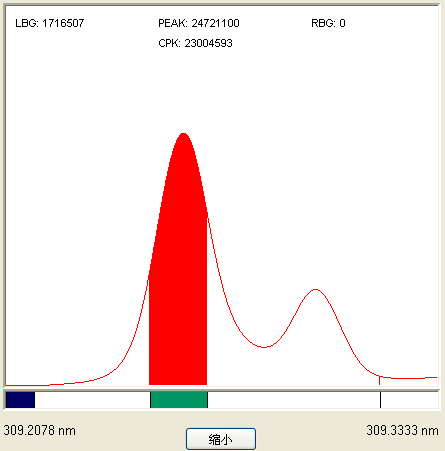 LBG: 1716507 PEAK: 24721100 RBG: 0
CPK: 23004593
309.2078 nm 309.3333 nm
缩小